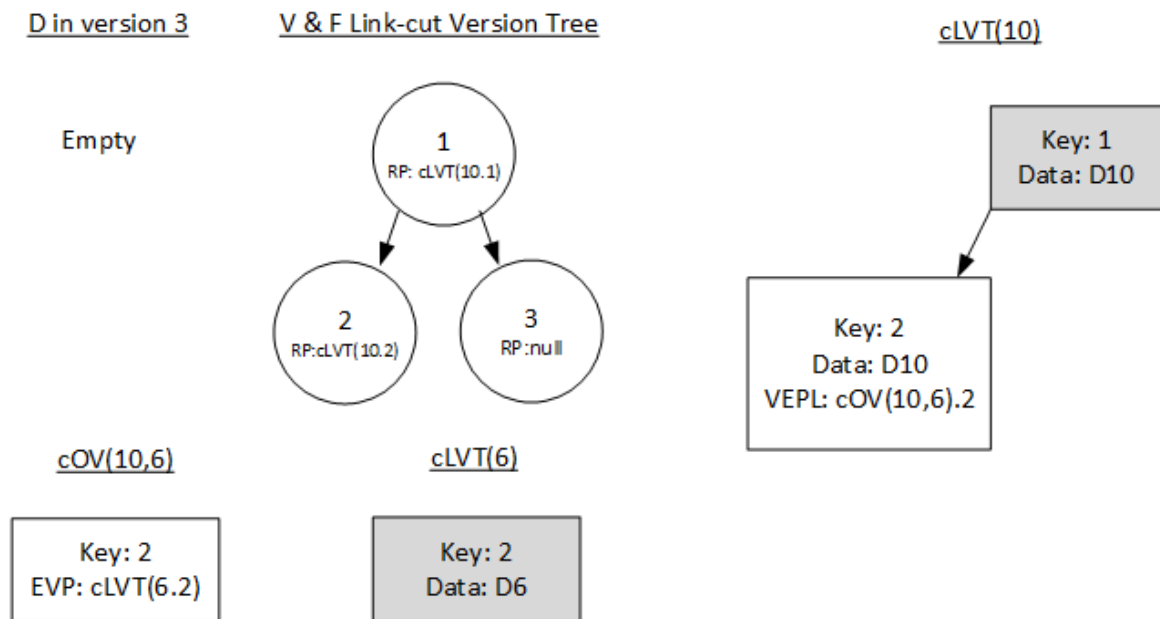 D in version 3
V & F Link-cut Version Tree
cLVT(10)
Empty
1
RP: cLVT(10.1)
Key: 1
Data: D10
2
RP:cLVT(10.2)
3
RP:null
Key: 2
Data: D10
VEPL: cOV(10,6).2
cOV(10,6)
cLVT(6)
Key: 2
EVP: cLVT(6.2)
Key: 2
Data: D6